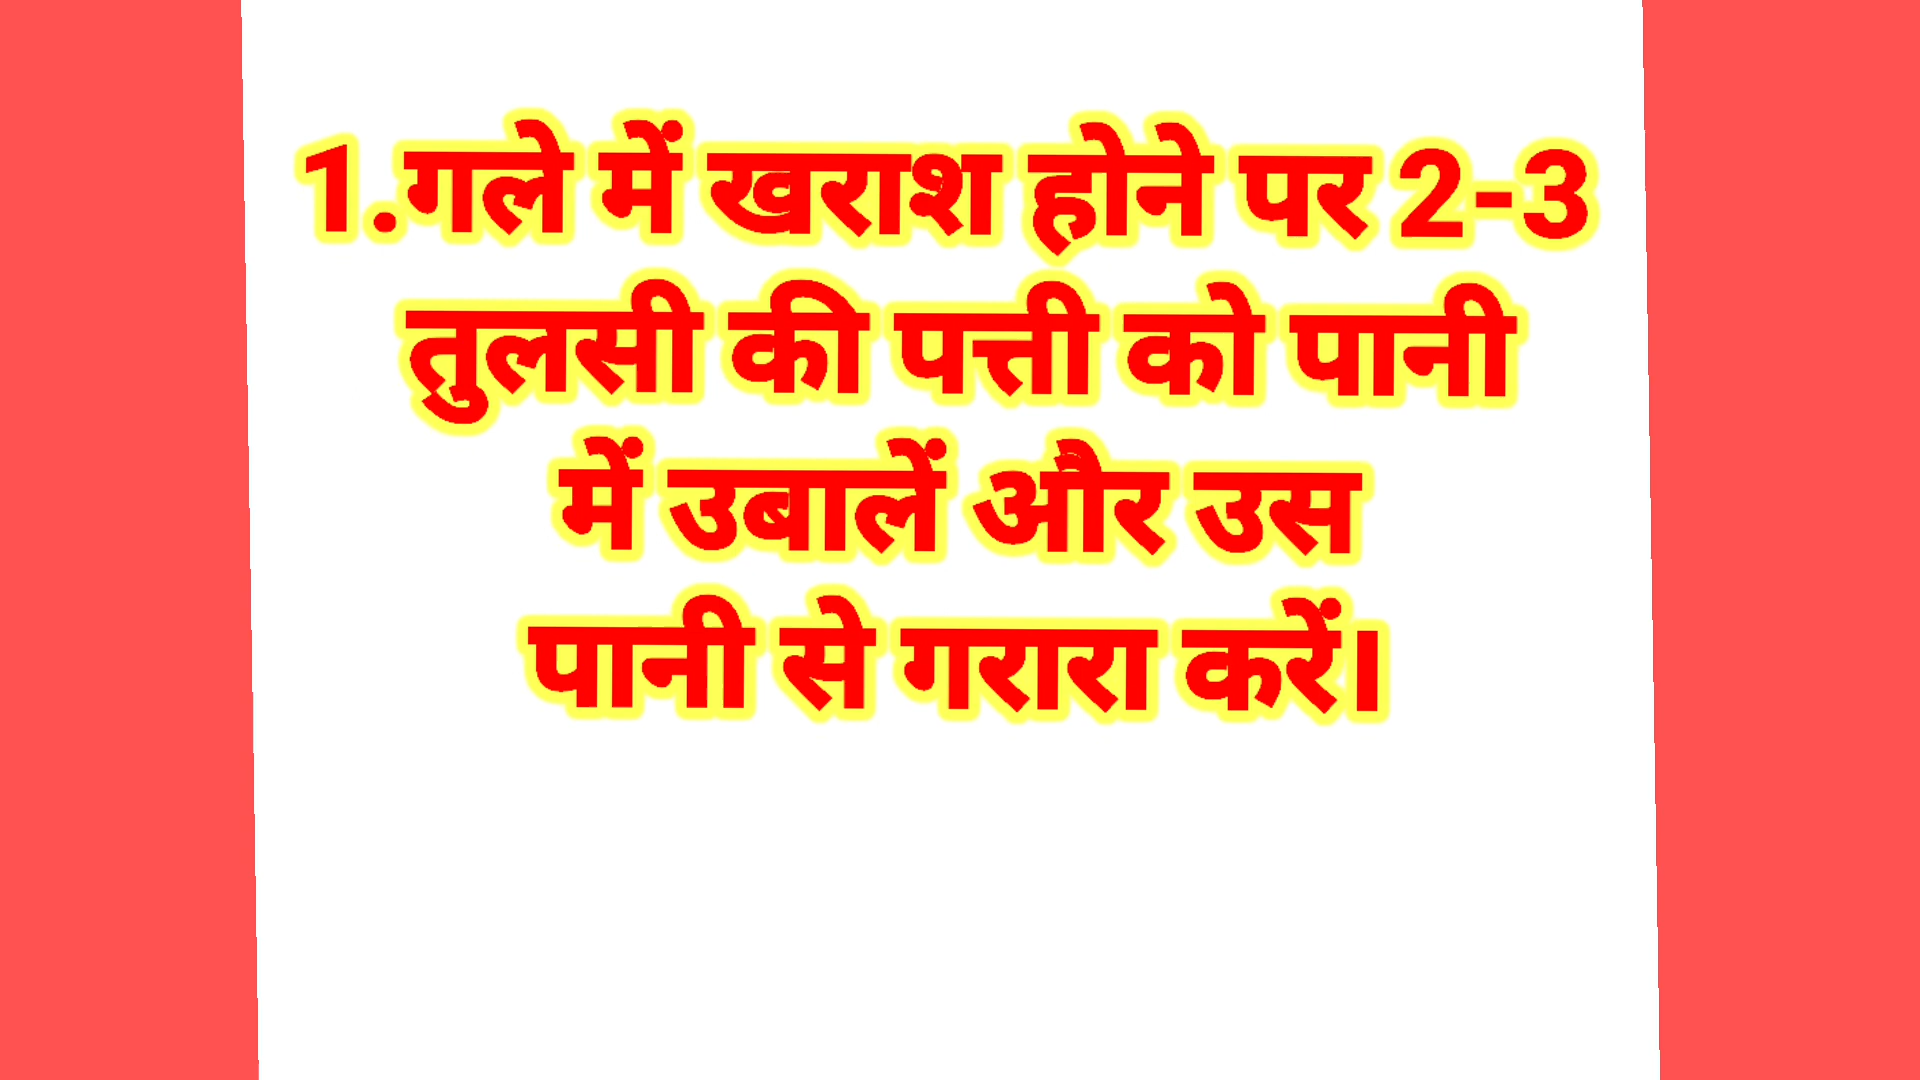 1.गले में खराश होने पर 2-3
तुलसी की पत्ती को पानी
में उबालें और उस
पानी से गरारा करें।